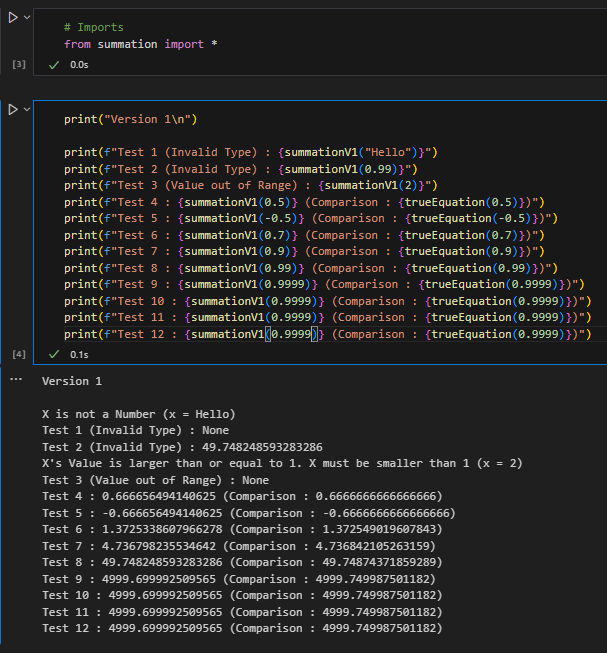 # Imports
from summation import *
[3]
0.0s
print("Version 1\n")
print(f"Test 1 (Invalid Type) : {summationV1("Hello")}")
print(f"Test 2 (Invalid Type) : {summationV1(0.99)}")
print(f"Test 3 (Value out of Range) : {summationV1(2)}")
print(f"Test 4 : {summationV1(0.5)} (Comparison : {trueEquation(0.5)})")
print(f"Test 5 : {summationV1(-0.5)} (Comparison : {trueEquation(-0.5)})")
print(f"Test 6 : {summationV1(0.7)} (Comparison : {trueEquation(0.7)})")
print(f"Test 7 : {summationV1(0.9)} (Comparison : {trueEquation(0.9)})")
print(f"Test 8 : {summationV1(0.99)} (Comparison : {trueEquation(0.99)})")
print(f"Test 9 : {summationV1(0.9999)} (Comparison : {trueEquation(0.9999)})")
print(f"Test 10 : {summationV1(0.9999)} (Comparison : {trueEquation(0.9999)})")
print(f"Test 11 : {summationV1(0.9999)} (Comparison : {trueEquation(0.9999)})")
print(f"Test 12 : {summationV1(0.9999)} (Comparison : {trueEquation(0.9999)})")
[4]
0.1s
Version 1
X is not a Number (x = Hello)
Test 1 (Invalid Type) : None
Test 2 (Invalid Type) : 49.748248593283286
X's Value is larger than or equal to 1. X must be smaller than 1 (x = 2)
Test 3 (Value out of Range) : None
Test 4 : 0.666656494140625 (Comparison : 0.6666666666666666)
Test 5 : -0.666656494140625 (Comparison : -0.6666666666666666)
Test 6 : 1.3725338607966278 (Comparison : 1.372549019607843)
Test 7 : 4.736798235534642 (Comparison : 4.736842105263159)
Test 8 : 49.748248593283286 (Comparison : 49.74874371859289)
Test 9 : 4999.699992509565 (Comparison : 4999.749987501182)
Test 10 : 4999.699992509565 (Comparison : 4999.749987501182)
Test 11 : 4999.699992509565 (Comparison : 4999.749987501182)
Test 12 : 4999.699992509565 (Comparison : 4999.749987501182)